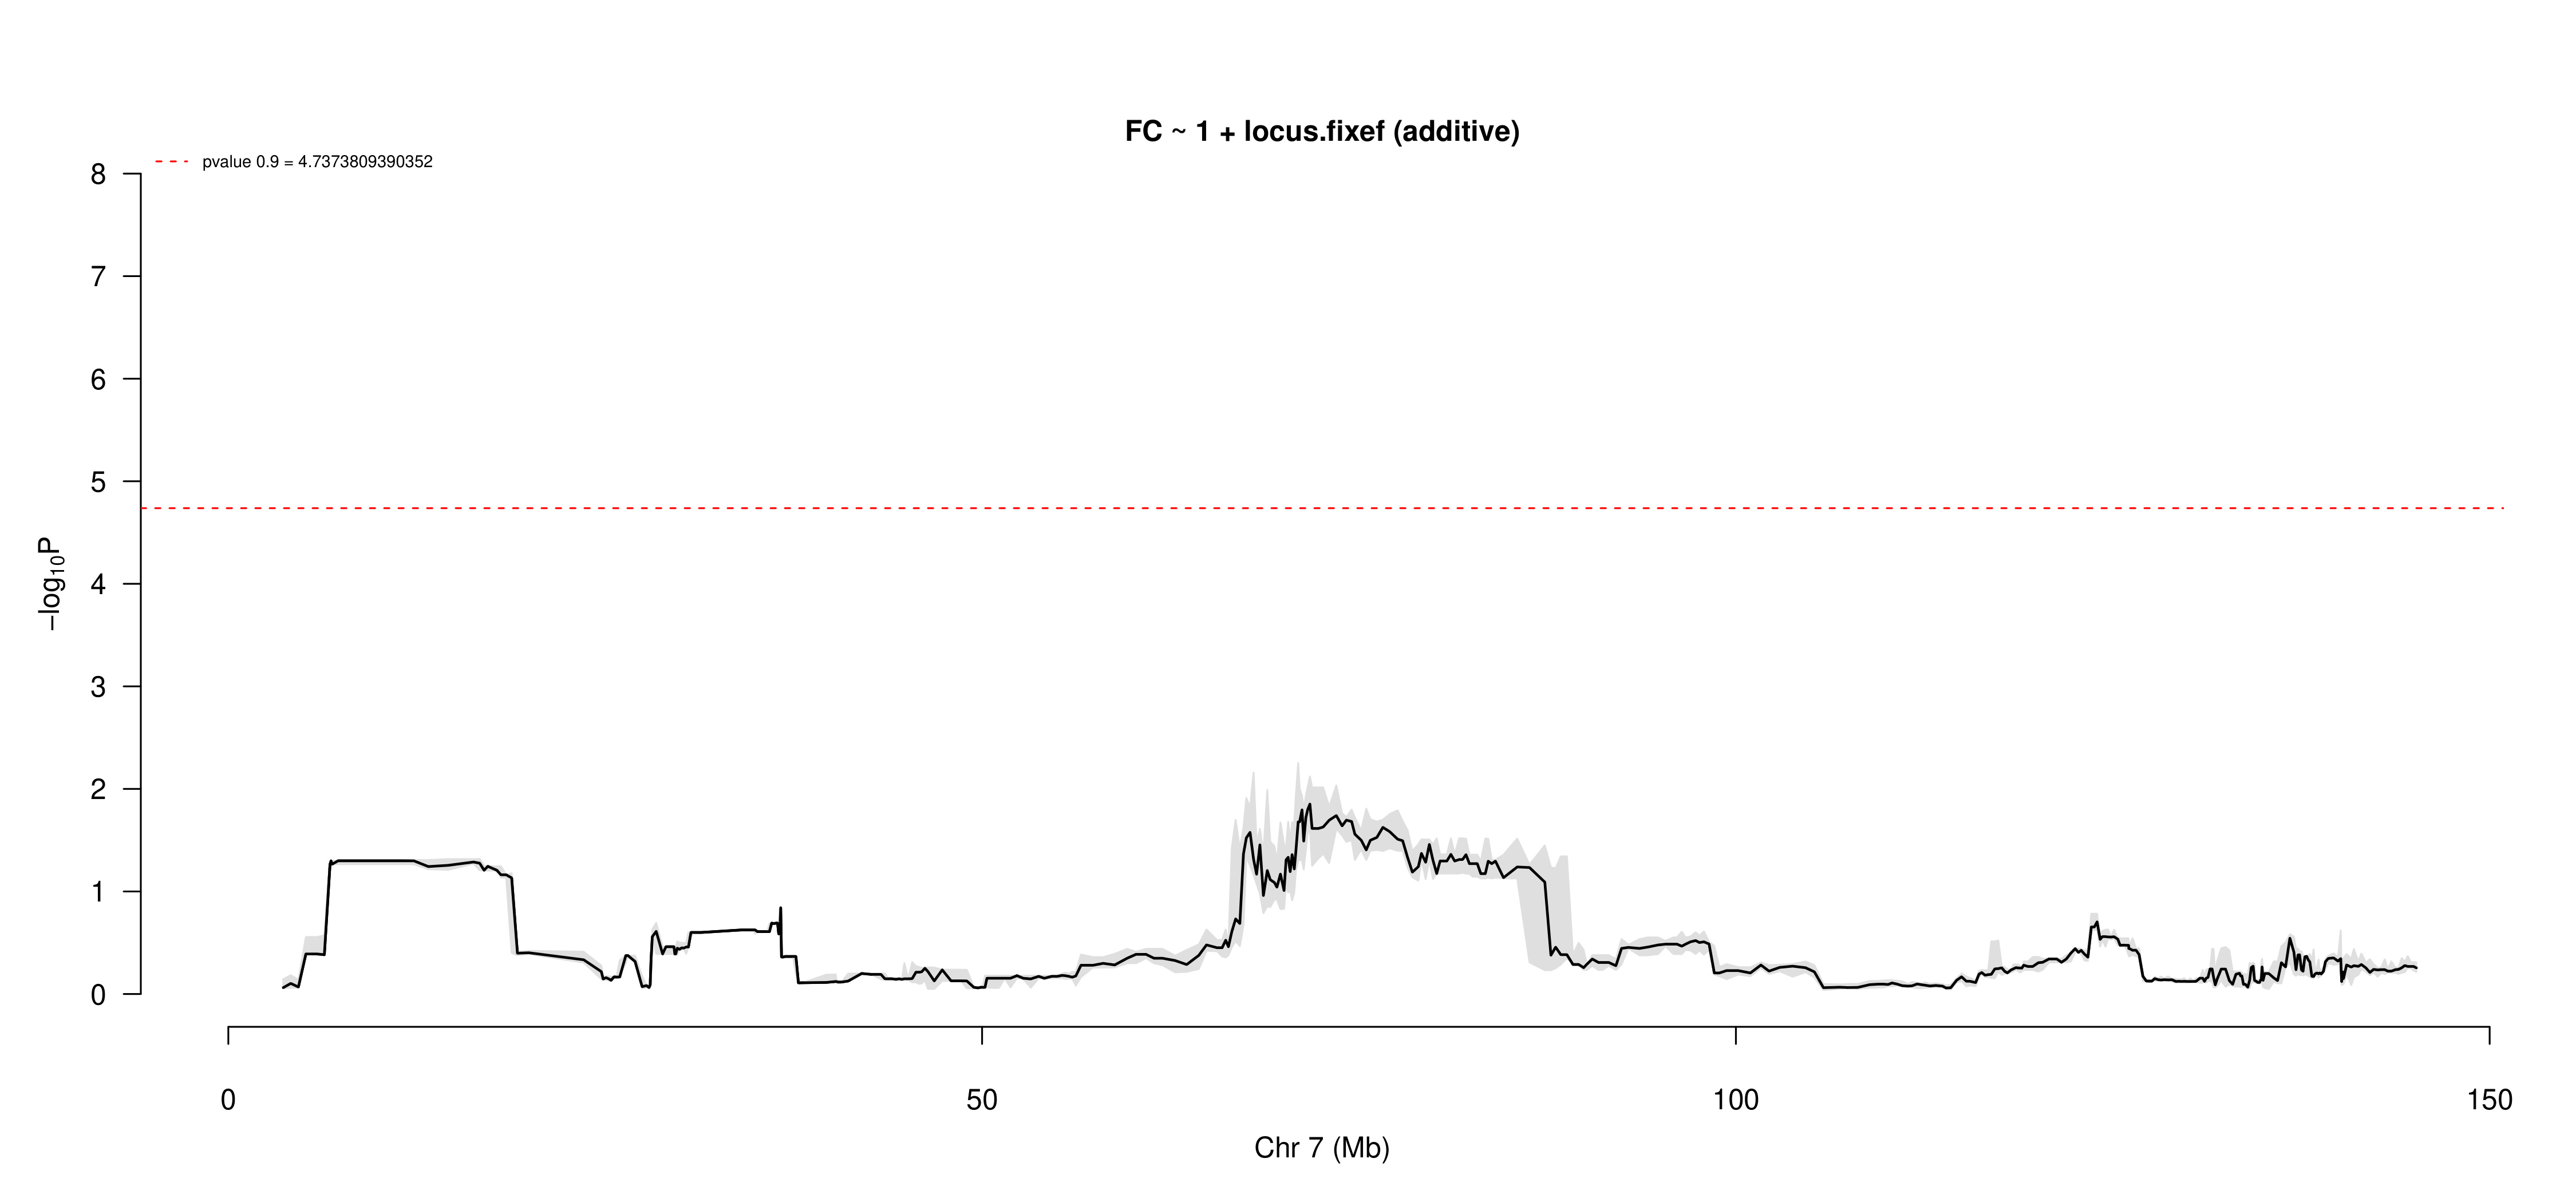 FC ~ 1 + locus.fixef (additive)
pvalue 0.9 = 4.7373809390352
8
7
6
5
4
3
2
1
0
−log10P
0 50 100 150
Chr 7 (Mb)